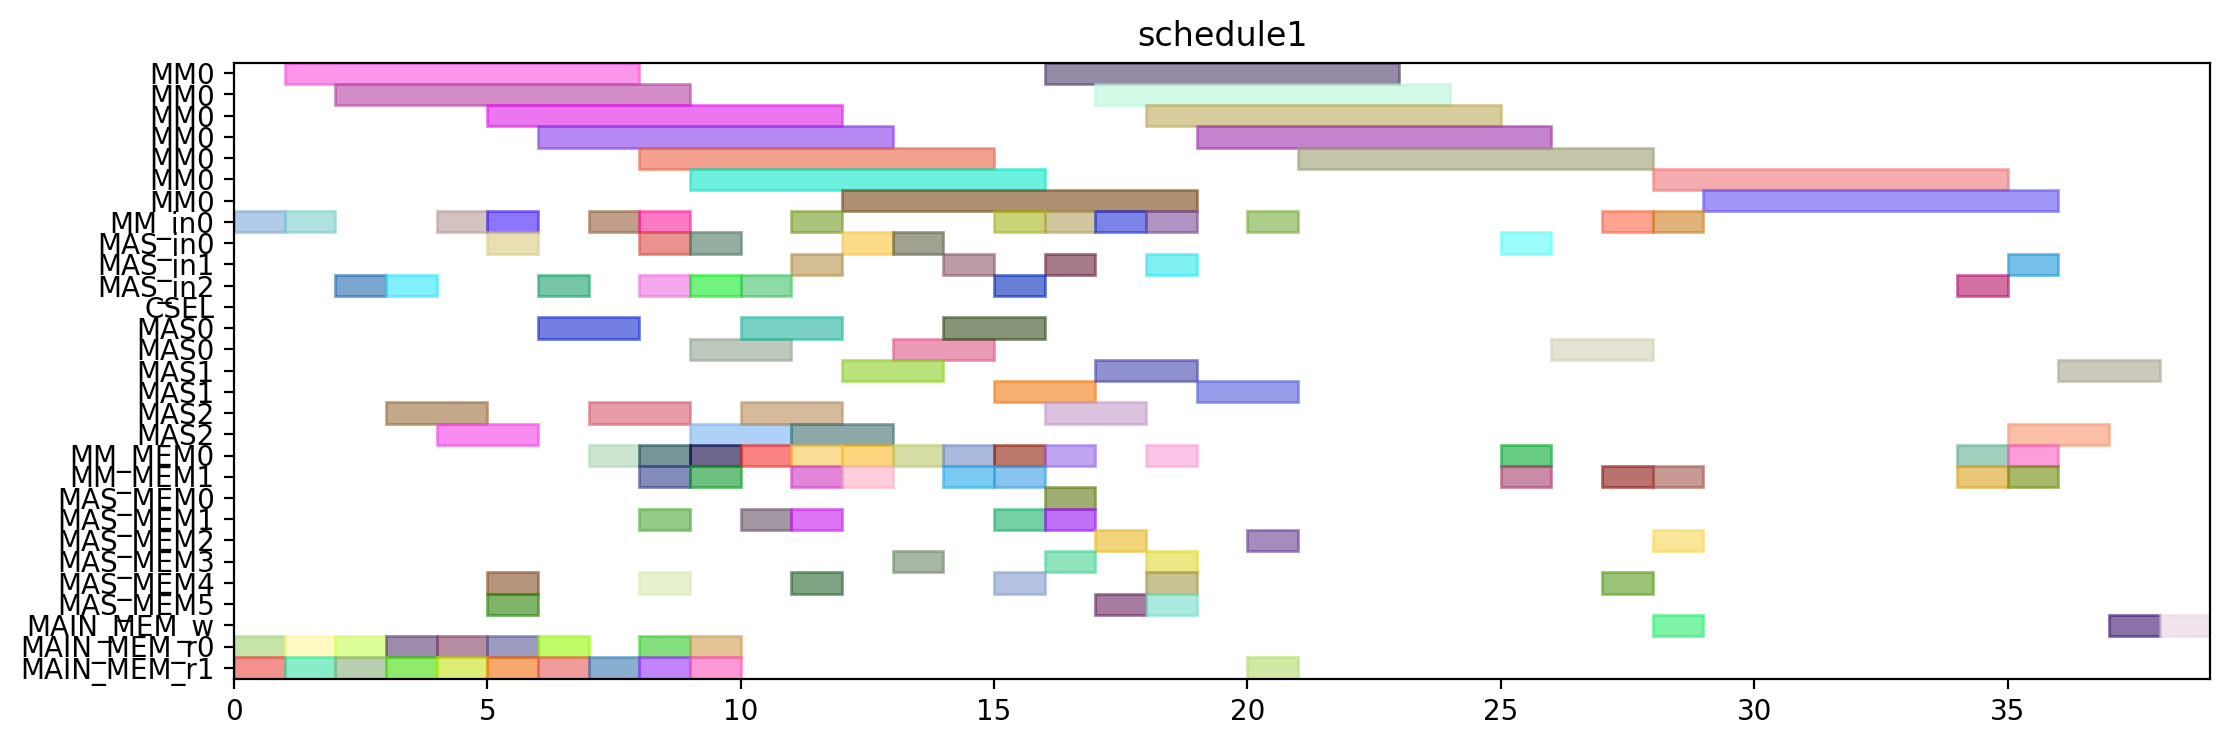 schedule1
MM0
MM0
MM0
MM0
MM0
MM0
MM0
MM_in0
MAS_in0
MAS_in1
MAS_in2
CSEL
MAS0
MAS0
MAS1
MAS1
MAS2
MAS2
MM_MEM0
MM_MEM1
MAS_MEM0
MAS_MEM1
MAS_MEM2
MAS_MEM3
MAS_MEM4
MAS_MEM5
MAIN_MEM_w
MAIN_MEM_r0
MAIN_MEM_r1
0 5 10 15 20 25 30 35